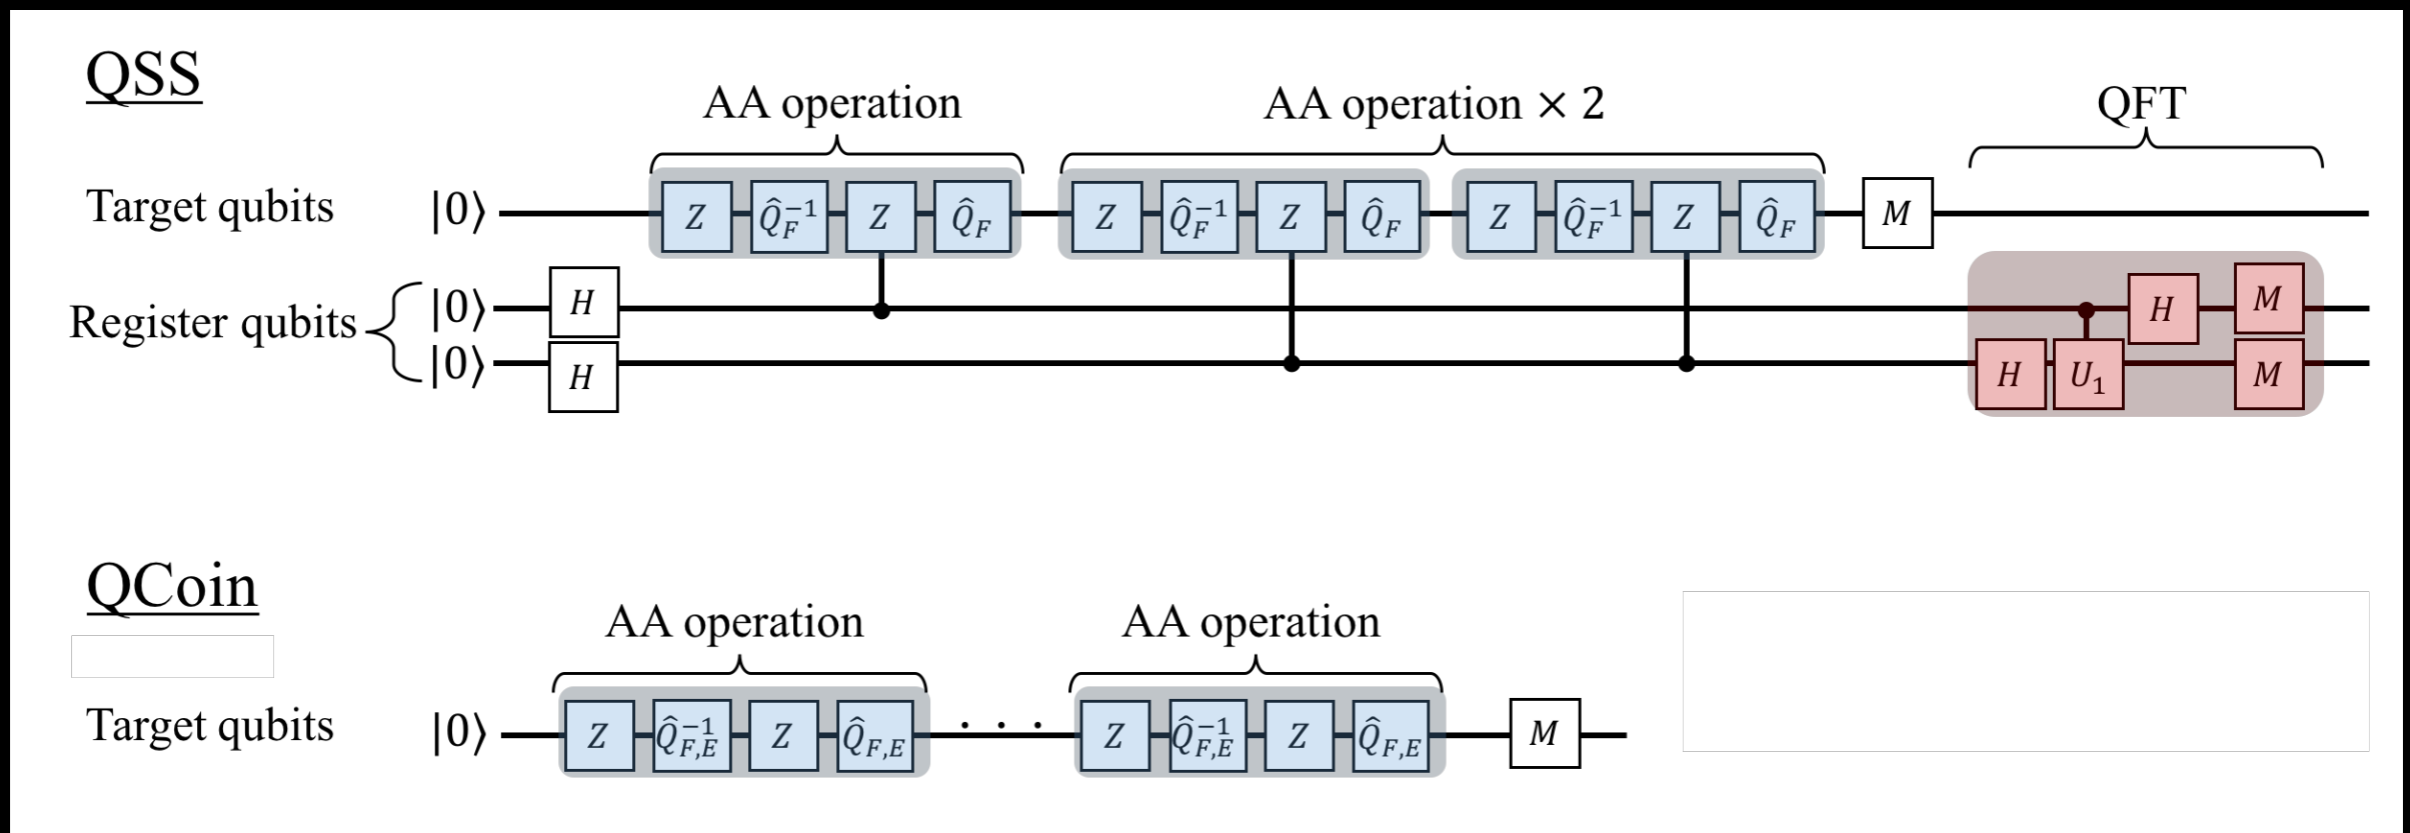 QSS
AA operation AA operation × 2 QFT
Target qubits |0⟩ Z Q̂_F^{-1} Z Q̂_F Z Q̂_F^{-1} Z Q̂_F Z Q̂_F^{-1} Z Q̂_F M
Register qubits |0⟩ H H M
|0⟩ H H U_1 M
QCoin
AA operation AA operation
Target qubits |0⟩ Z Q̂_{F,E}^{-1} Z Q̂_{F,E} · · · Z Q̂_{F,E}^{-1} Z Q̂_{F,E} M